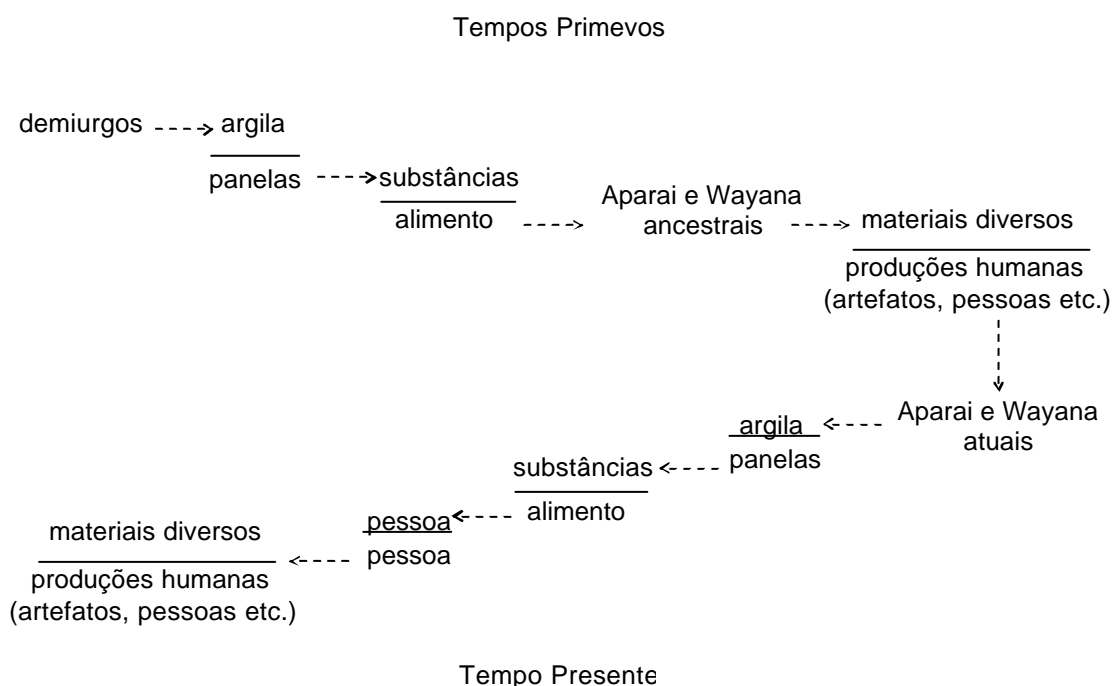 Tempos Primevos
demiurgos
argila
panelas
substâncias
alimento
Aparai e Wayana
ancestrais
materiais diversos
produções humanas
(artefatos, pessoas etc.)
Aparai e Wayana
atuais
argila
panelas
substâncias
alimento
pessoa
pessoa
materiais diversos
produções humanas
(artefatos, pessoas etc.)
Tempo Presente